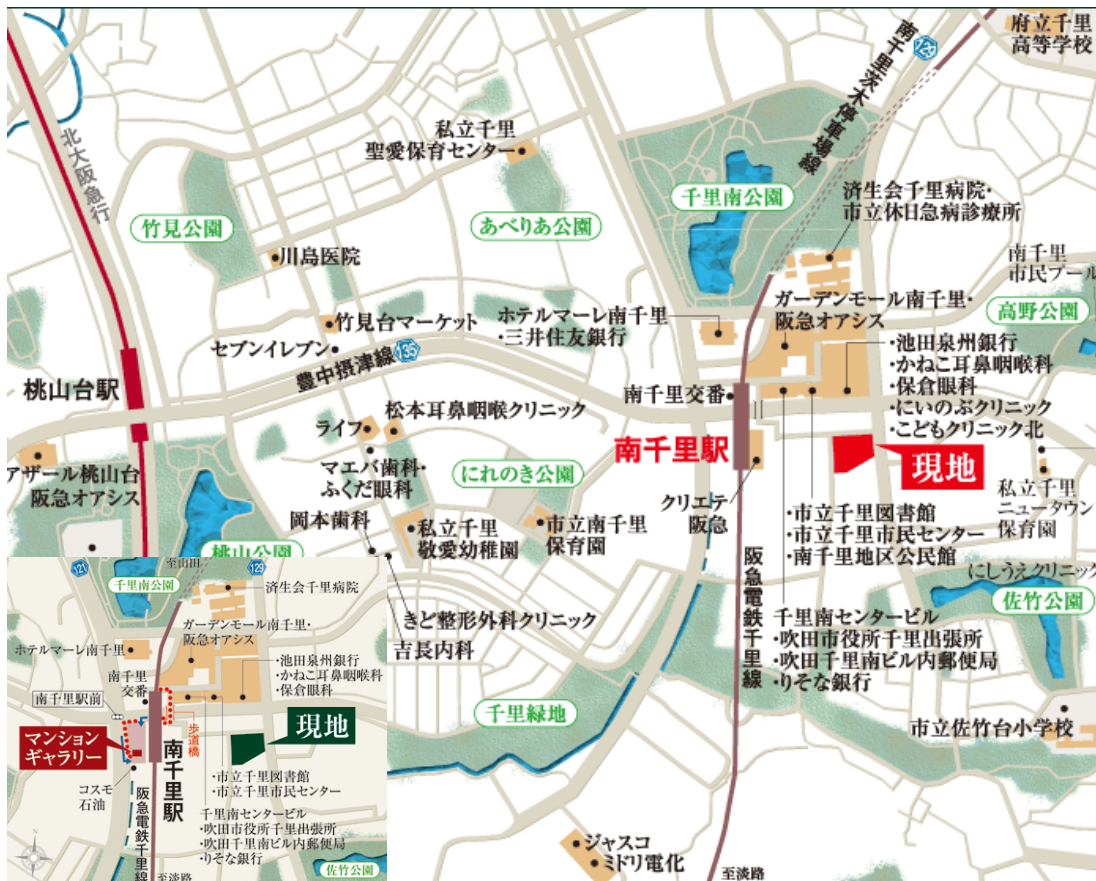 府立千里
高等学校
129
南千里茨木停車場線
北大阪急行
私立千里
聖愛保育センター
千里南公園
済生会千里病院・
市立休日急病診療所
竹見公園
あべりあ公園
川島医院
南千里
市民プール
高野公園
ガーデンモール南千里・
阪急オアシス
ホテルマーレ南千里
・三井住友銀行
竹見台マーケット
セブンイレブン
豊中摂津線
135
・池田泉州銀行
・かねこ耳鼻咽喉科
・保倉眼科
・にいのぶクリニック
・こどもクリニック北
桃山台駅
南千里交番
松本耳鼻咽喉クリニック
ライフ
南千里駅
現地
アザール桃山台
阪急オアシス
マエバ歯科・
ふくだ眼科
にれのき公園
クリエテ
阪急
私立千里
ニュータウン
保育園
岡本歯科
私立千里
敬愛幼稚園
市立南千里
保育園
・市立千里図書館
・市立千里市民センター
・南千里地区公民館
桃山公園
阪急電鉄千里線
にしうえクリニック
佐竹公園
きど整形外科クリニック
吉長内科
千里南センタービル
・吹田市役所千里出張所
・吹田千里南ビル内郵便局
・りそな銀行
千里緑地
市立佐竹台小学校
ジャスコ
ミドリ電化
至淡路
121
至山田
129
千里南公園
済生会千里病院
ガーデンモール南千里・
阪急オアシス
ホテルマーレ南千里
・池田泉州銀行
・かねこ耳鼻咽喉科
・保倉眼科
南千里
交番
南千里駅前
歩道橋
現地
マンション
ギャラリー
南千里駅
・市立千里図書館
・市立千里市民センター
コスモ
石油
阪急電鉄千里線
千里南センタービル
・吹田市役所千里出張所
・吹田千里南ビル内郵便局
・りそな銀行
佐竹公園
至淡路
N